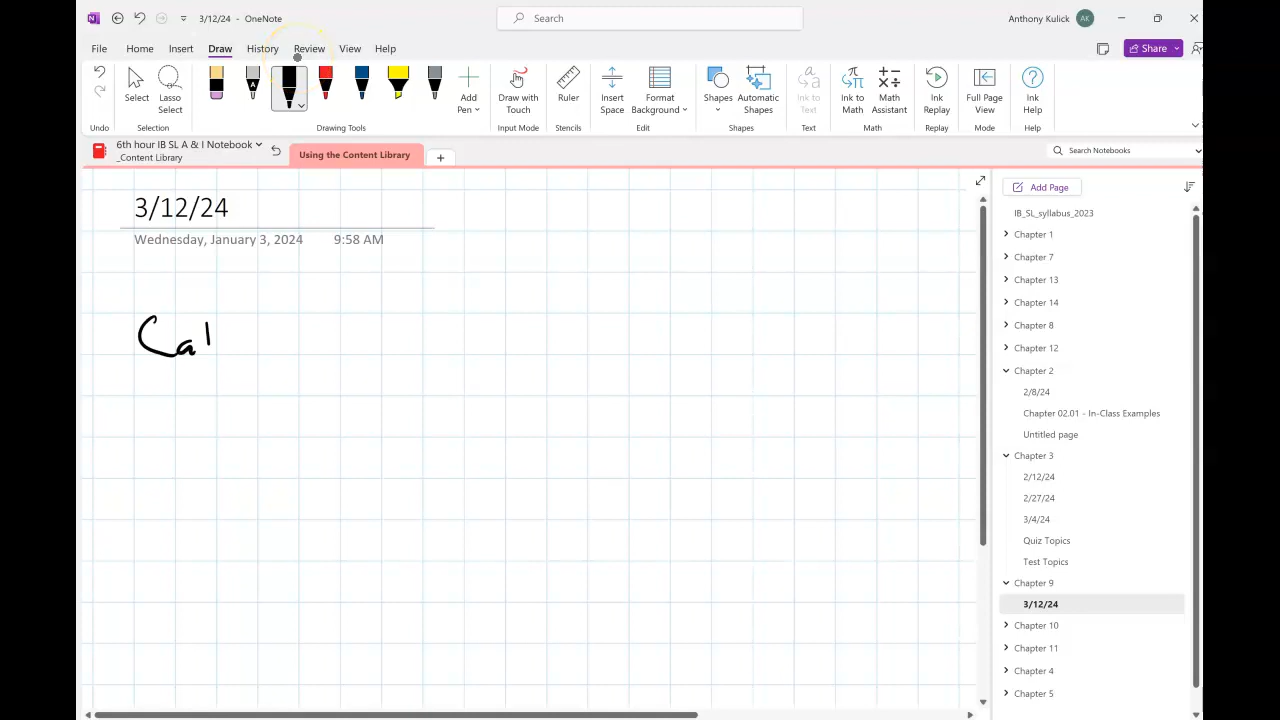 3/12/24 - OneNote
Search
Anthony Kulick
AK
File Home Insert Draw History Review View Help
Share
A
Undo
Select
Lasso Select
Selection
Drawing Tools
Add Pen
Draw with Touch
Input Mode
Ruler
Stencils
Insert Space
Format Background
Edit
Shapes
Automatic Shapes
Shapes
Ink to Text
Text
Ink to Math
Math Assistant
Math
Ink Replay
Replay
Full Page View
Mode
Ink Help
Help
6th hour IB SL A & I Notebook
_Content Library
Using the Content Library
+
Search Notebooks
3/12/24
Wednesday, January 3, 2024 9:58 AM
Cal
Add Page
IB_SL_syllabus_2023
Chapter 1
Chapter 7
Chapter 13
Chapter 14
Chapter 8
Chapter 12
Chapter 2
2/8/24
Chapter 02.01 - In-Class Examples
Untitled page
Chapter 3
2/12/24
2/27/24
3/4/24
Quiz Topics
Test Topics
Chapter 9
3/12/24
Chapter 10
Chapter 11
Chapter 4
Chapter 5